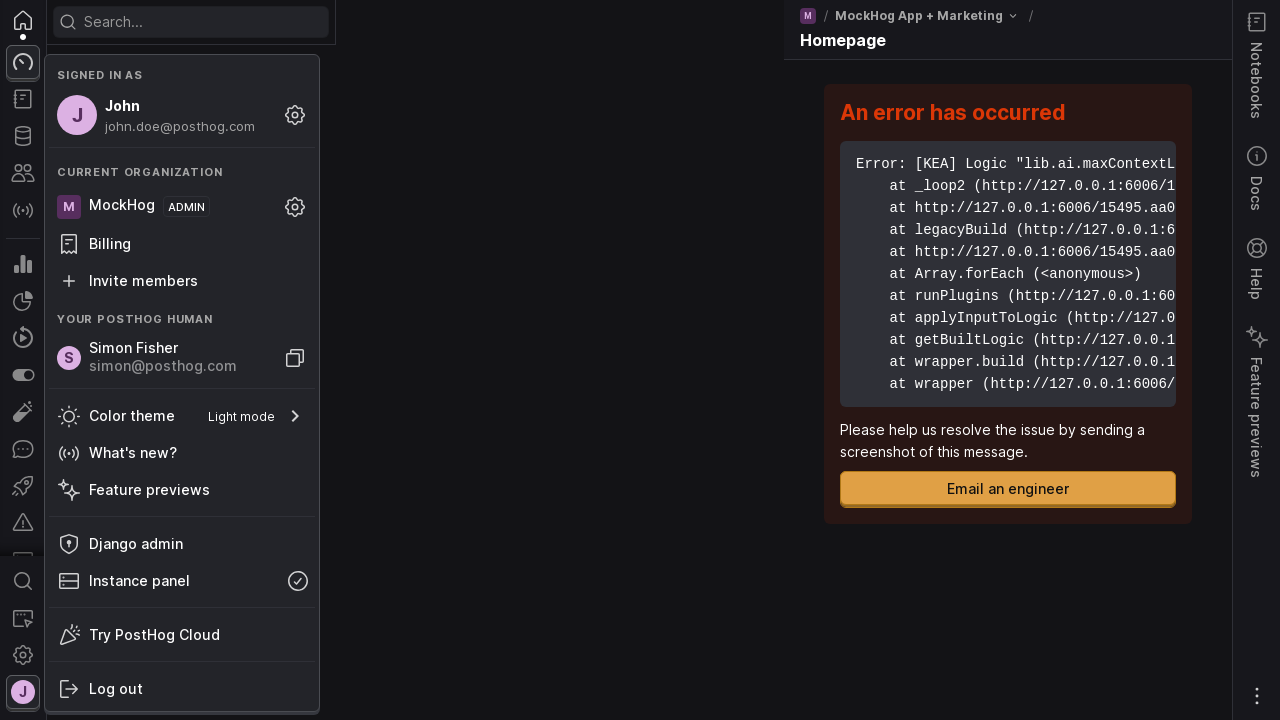 Search...
SIGNED IN AS
J
John
john.doe@posthog.com
CURRENT ORGANIZATION
M
MockHog
ADMIN
Billing
Invite members
YOUR POSTHOG HUMAN
S
Simon Fisher
simon@posthog.com
Color theme
Light mode
What's new?
Feature previews
Django admin
Instance panel
Try PostHog Cloud
Log out
J
M / MockHog App + Marketing /
Homepage
An error has occurred
Error: [KEA] Logic "lib.ai.maxContextL
at _loop2 (http://127.0.0.1:6006/1
at http://127.0.0.1:6006/15495.aa0
at legacyBuild (http://127.0.0.1:6
at http://127.0.0.1:6006/15495.aa0
at Array.forEach (<anonymous>)
at runPlugins (http://127.0.0.1:60
at applyInputToLogic (http://127.0
at getBuiltLogic (http://127.0.0.1
at wrapper.build (http://127.0.0.1
at wrapper (http://127.0.0.1:6006/
Please help us resolve the issue by sending a
screenshot of this message.
Email an engineer
Notebooks
Docs
Help
Feature previews